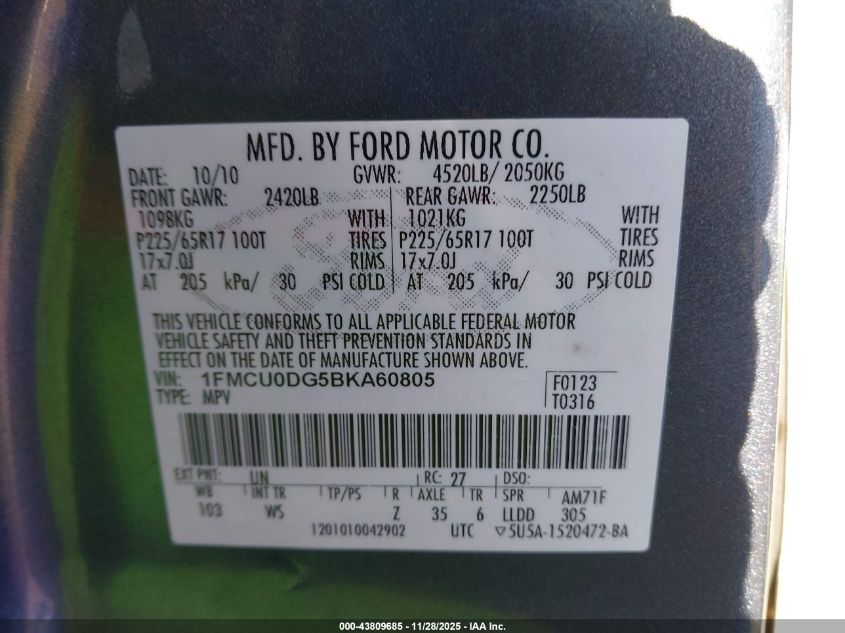 MFD. BY FORD MOTOR CO.
DATE: 10/10 GVWR: 4520LB/ 2050KG
FRONT GAWR: 2420LB REAR GAWR: 2250LB
1098KG WITH 1021KG WITH
P225/65R17 100T TIRES P225/65R17 100T TIRES
17x7.0J RIMS 17x7.0J RIMS
AT 205 kPa/ 30 PSI COLD AT 205 kPa/ 30 PSI COLD
THIS VEHICLE CONFORMS TO ALL APPLICABLE FEDERAL MOTOR
VEHICLE SAFETY AND THEFT PREVENTION STANDARDS IN
EFFECT ON THE DATE OF MANUFACTURE SHOWN ABOVE.
VIN: 1FMCU0DG5BKA60805 F0123
TYPE: MPV T0316
EXT PNT: UN RC: 27 DSO:
WB INT TR TP/PS R AXLE TR SPR AM71F
103 WS Z 35 6 LLDD 305
1201010042902 UTC ▽5U5A-1520472-BA
000-43809685 - 11/28/2025 - IAA Inc.